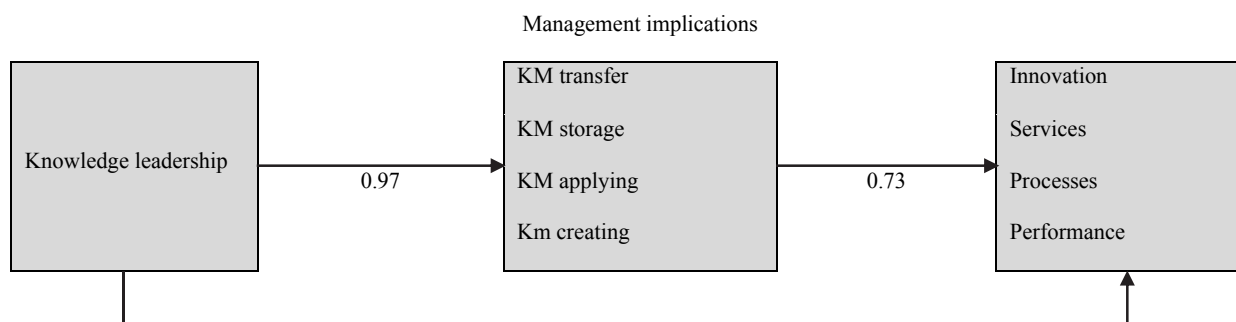 Management implications
Knowledge leadership
0.97
KM transfer
KM storage
KM applying
Km creating
0.73
Innovation
Services
Processes
Performance